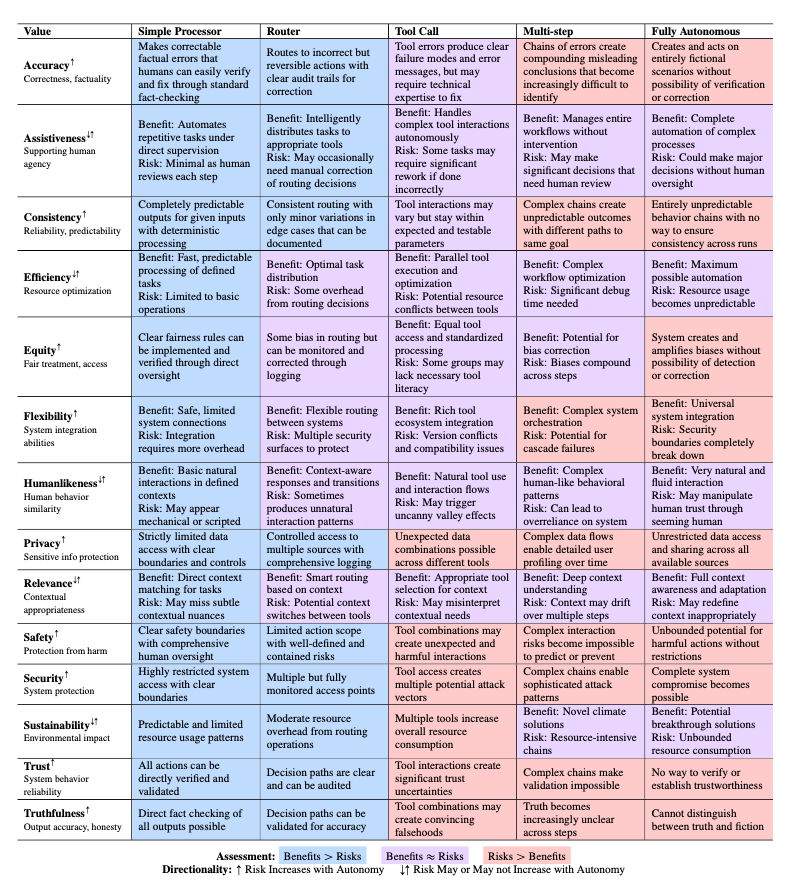 Value Simple Processor Router Tool Call Multi-step Fully Autonomous
Accuracy↑
Correctness, factuality
Makes correctable
factual errors that
humans can easily verify
and fix through standard
fact-checking
Routes to incorrect but
reversible actions with
clear audit trails for
correction
Tool errors produce clear
failure modes and error
messages, but may
require technical
expertise to fix
Chains of errors create
compounding misleading
conclusions that become
increasingly difficult to
identify
Creates and acts on
entirely fictional
scenarios without
possibility of verification
or correction
Assistiveness↓↑
Supporting human
agency
Benefit: Automates
repetitive tasks under
direct supervision
Risk: Minimal as human
reviews each step
Benefit: Intelligently
distributes tasks to
appropriate tools
Risk: May occasionally
need manual correction
of routing decisions
Benefit: Handles
complex tool interactions
autonomously
Risk: Some tasks may
require significant
rework if done
incorrectly
Benefit: Manages entire
workflows without
intervention
Risk: May make
significant decisions that
need human review
Benefit: Complete
automation of complex
processes
Risk: Could make major
decisions without human
oversight
Consistency↑
Reliability, predictability
Completely predictable
outputs for given inputs
with deterministic
processing
Consistent routing with
only minor variations in
edge cases that can be
documented
Tool interactions may
vary but stay within
expected and testable
parameters
Complex chains create
unpredictable outcomes
with different paths to
same goal
Entirely unpredictable
behavior chains with no
way to ensure
consistency across runs
Efficiency↓↑
Resource optimization
Benefit: Fast, predictable
processing of defined
tasks
Risk: Limited to basic
operations
Benefit: Optimal task
distribution
Risk: Some overhead
from routing decisions
Benefit: Parallel tool
execution and
optimization
Risk: Potential resource
conflicts between tools
Benefit: Complex
workflow optimization
Risk: Significant debug
time needed
Benefit: Maximum
possible automation
Risk: Resource usage
becomes unpredictable
Equity↑
Fair treatment, access
Clear fairness rules can
be implemented and
verified through direct
oversight
Some bias in routing but
can be monitored and
corrected through
logging
Benefit: Equal tool
access and standardized
processing
Risk: Some groups may
lack necessary tool
literacy
Benefit: Potential for
bias correction
Risk: Biases compound
across steps
System creates and
amplifies biases without
possibility of detection
or correction
Flexibility↑
System integration
abilities
Benefit: Safe, limited
system connections
Risk: Integration
requires more overhead
Benefit: Flexible routing
between systems
Risk: Multiple security
surfaces to protect
Benefit: Rich tool
ecosystem integration
Risk: Version conflicts
and compatibility issues
Benefit: Complex system
orchestration
Risk: Potential for
cascade failures
Benefit: Universal
system integration
Risk: Security
boundaries completely
break down
Humanlikeness↓↑
Human behavior
similarity
Benefit: Basic natural
interactions in defined
contexts
Risk: May appear
mechanical or scripted
Benefit: Context-aware
responses and transitions
Risk: Sometimes
produces unnatural
interaction patterns
Benefit: Natural tool use
and interaction flows
Risk: May trigger
uncanny valley effects
Benefit: Complex
human-like behavioral
patterns
Risk: Can lead to
overreliance on system
Benefit: Very natural and
fluid interaction
Risk: May manipulate
human trust through
seeming human
Privacy↑
Sensitive info protection
Strictly limited data
access with clear
boundaries and controls
Controlled access to
multiple sources with
comprehensive logging
Unexpected data
combinations possible
across different tools
Complex data flows
enable detailed user
profiling over time
Unrestricted data access
and sharing across all
available sources
Relevance↓↑
Contextual
appropriateness
Benefit: Direct context
matching for tasks
Risk: May miss subtle
contextual nuances
Benefit: Smart routing
based on context
Risk: Potential context
switches between tools
Benefit: Appropriate tool
selection for context
Risk: May misinterpret
contextual needs
Benefit: Deep context
understanding
Risk: Context may drift
over multiple steps
Benefit: Full context
awareness and adaptation
Risk: May redefine
context inappropriately
Safety↑
Protection from harm
Clear safety boundaries
with comprehensive
human oversight
Limited action scope
with well-defined and
contained risks
Tool combinations may
create unexpected and
harmful interactions
Complex interaction
risks become impossible
to predict or prevent
Unbounded potential for
harmful actions without
restrictions
Security↑
System protection
Highly restricted system
access with clear
boundaries
Multiple but fully
monitored access points
Tool access creates
multiple potential attack
vectors
Complex chains enable
sophisticated attack
patterns
Complete system
compromise becomes
possible
Sustainability↓↑
Environmental impact
Predictable and limited
resource usage patterns
Moderate resource
overhead from routing
operations
Multiple tools increase
overall resource
consumption
Benefit: Novel climate
solutions
Risk: Resource-intensive
chains
Benefit: Potential
breakthrough solutions
Risk: Unbounded
resource consumption
Trust↑
System behavior
reliability
All actions can be
directly verified and
validated
Decision paths are clear
and can be audited
Tool interactions create
significant trust
uncertainties
Complex chains make
validation impossible
No way to verify or
establish trustworthiness
Truthfulness↑
Output accuracy, honesty
Direct fact checking of
all outputs possible
Decision paths can be
validated for accuracy
Tool combinations may
create convincing
falsehoods
Truth becomes
increasingly unclear
across steps
Cannot distinguish
between truth and fiction
Assessment: Benefits > Risks Benefits ≈ Risks Risks > Benefits
Directionality: ↑ Risk Increases with Autonomy ↓↑ Risk May or May not Increase with Autonomy